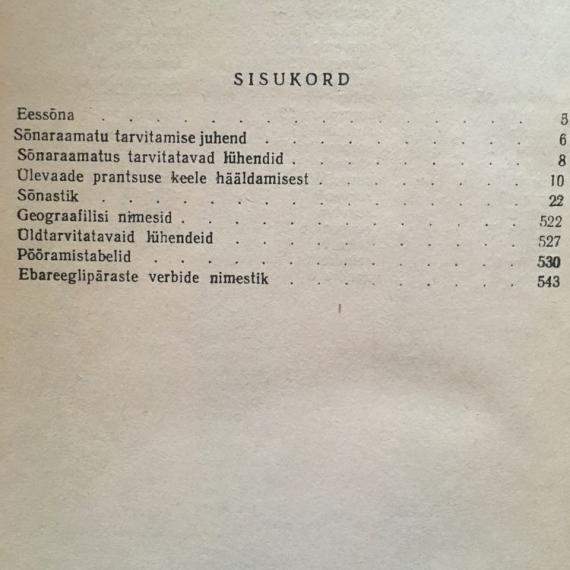 SISUKORD
Eessõna . . . . . . . . . . . . . . . . 5
Sõnaraamatu tarvitamise juhend . . . . . . . . . . 6
Sõnaraamatus tarvitatavad lühendid . . . . . . . . . 8
Ülevaade prantsuse keele hääldamisest . . . . . . . . 10
Sõnastik . . . . . . . . . . . . . . . . 22
Geograafilisi nimesid . . . . . . . . . . . . . 522
Üldtarvitatavaid lühendeid . . . . . . . . . . . 527
Pööramistabelid . . . . . . . . . . . . . . 530
Ebareeglipäraste verbide nimestik . . . . . . . . . 543